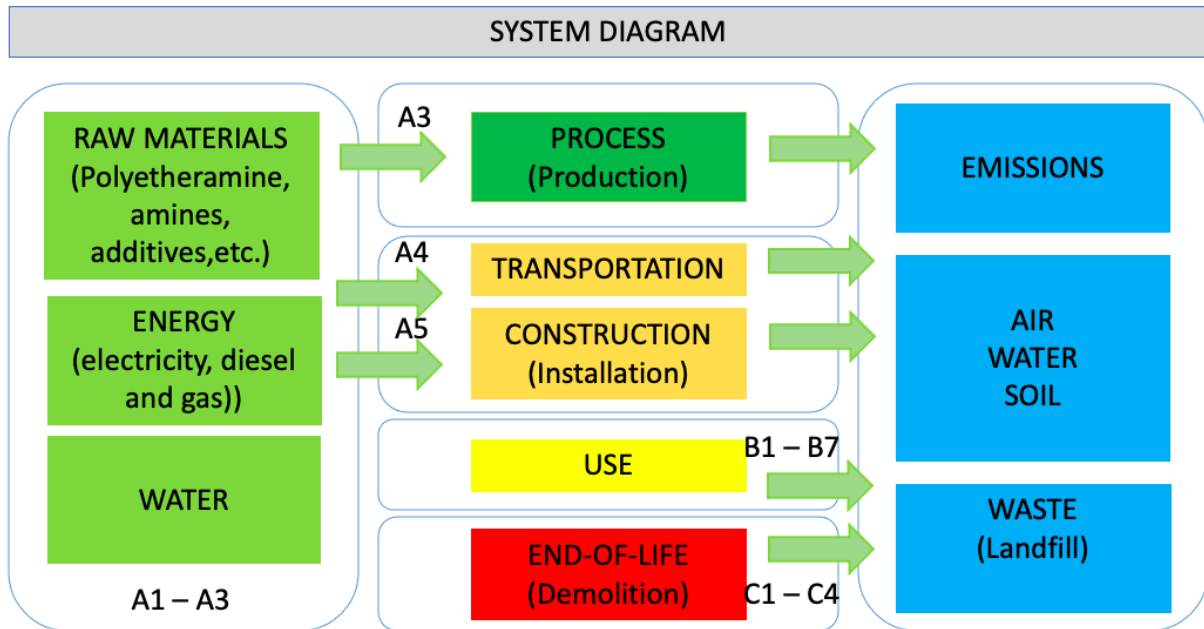 SYSTEM DIAGRAM
RAW MATERIALS
(Polyetheramine,
amines,
additives,etc.)
ENERGY
(electricity, diesel
and gas))
WATER
A1 – A3
A3
PROCESS
(Production)
A4
TRANSPORTATION
A5
CONSTRUCTION
(Installation)
USE
B1 – B7
END-OF-LIFE
(Demolition)
C1 – C4
EMISSIONS
AIR
WATER
SOIL
WASTE
(Landfill)